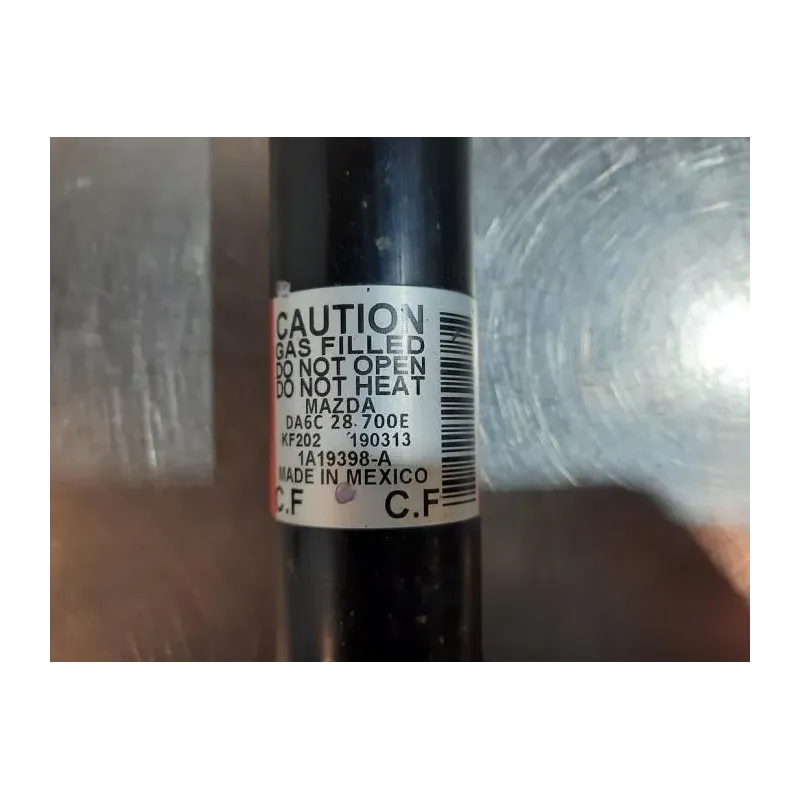 CAUTION
GAS FILLED
DO NOT OPEN
DO NOT HEAT
MAZDA
DA6C 28 700E
KF202 190313
1A19398-A
MADE IN MEXICO
C.F C.F